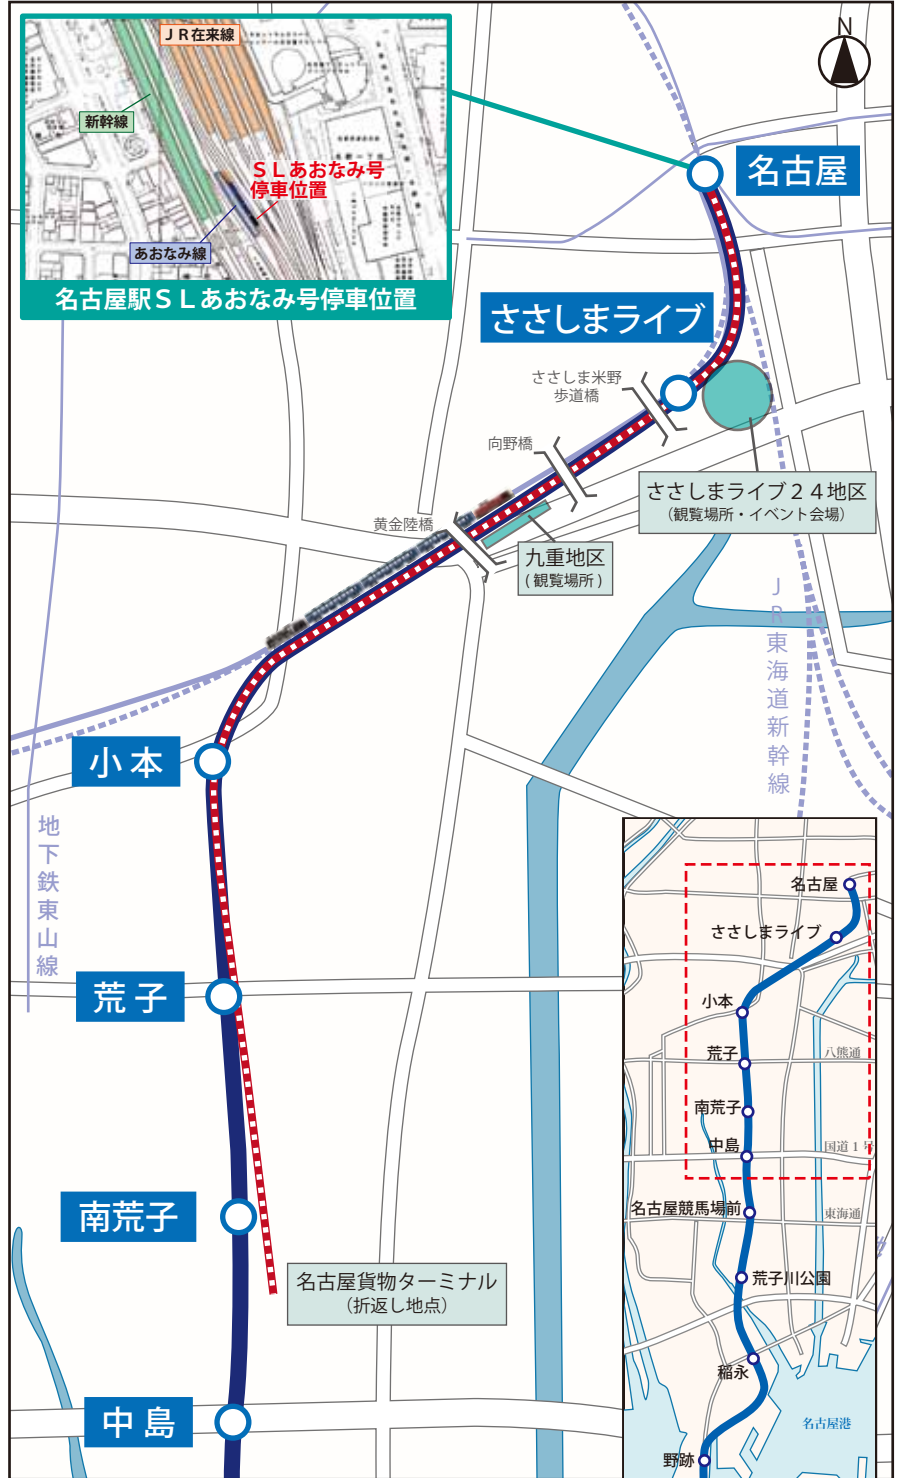 ＪＲ在来線
新幹線
ＳＬあおなみ号
停車位置
あおなみ線
名古屋駅ＳＬあおなみ号停車位置
N
名古屋
ささしまライブ
ささしま米野
歩道橋
向野橋
黄金陸橋
ささしまライブ２４地区
（観覧場所・イベント会場）
九重地区
(観覧場所)
ＪＲ東海道新幹線
小本
地下鉄東山線
荒子
南荒子
名古屋貨物ターミナル
（折返し地点）
中島
名古屋
ささしまライブ
小本
荒子
八熊通
南荒子
中島
国道1号
名古屋競馬場前
東海通
荒子川公園
稲永
名古屋港
野跡